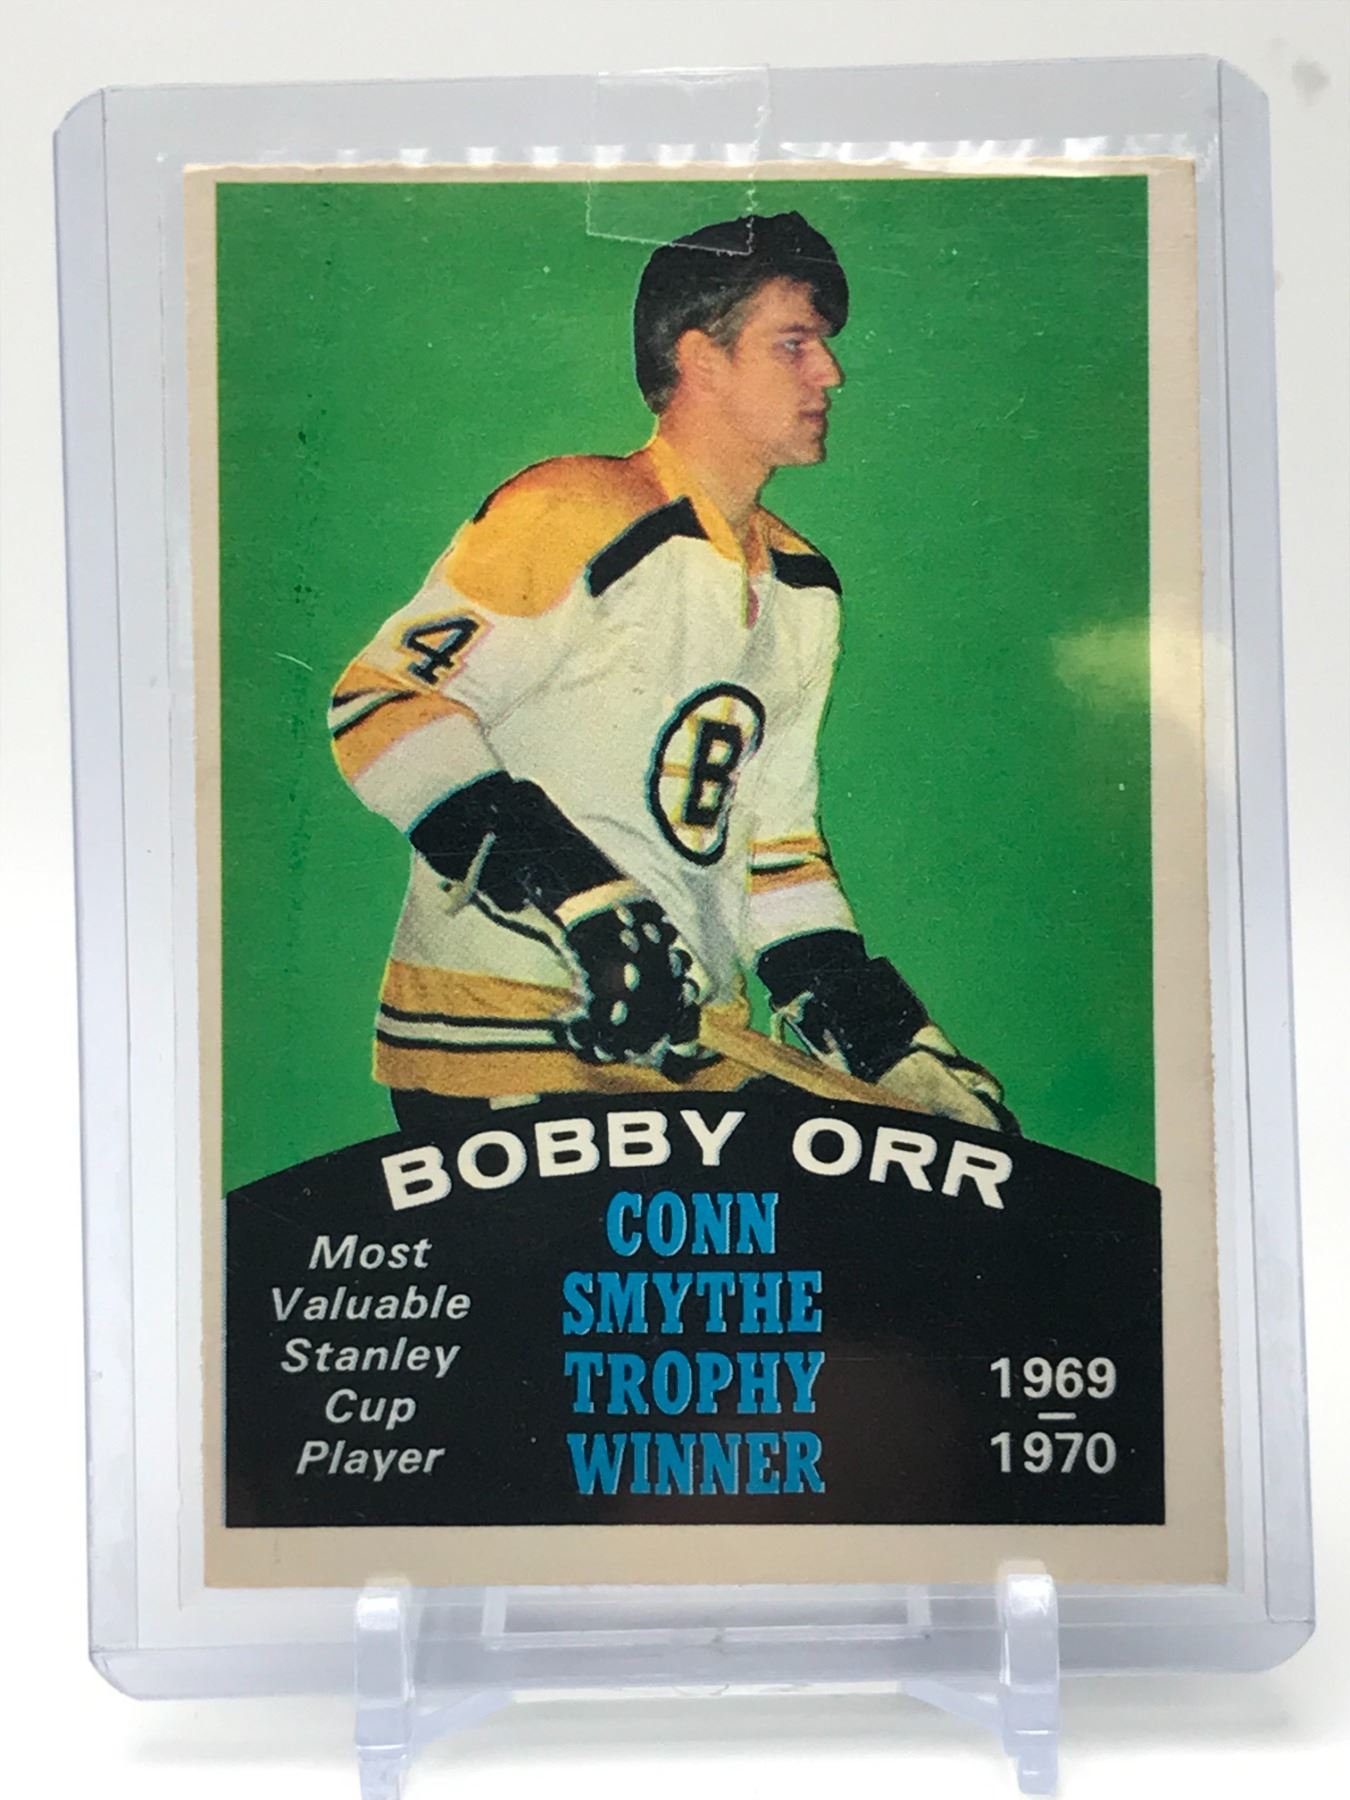 4
B
BOBBY ORR
CONN
SMYTHE
TROPHY
WINNER
Most
Valuable
Stanley
Cup
Player
1969
—
1970